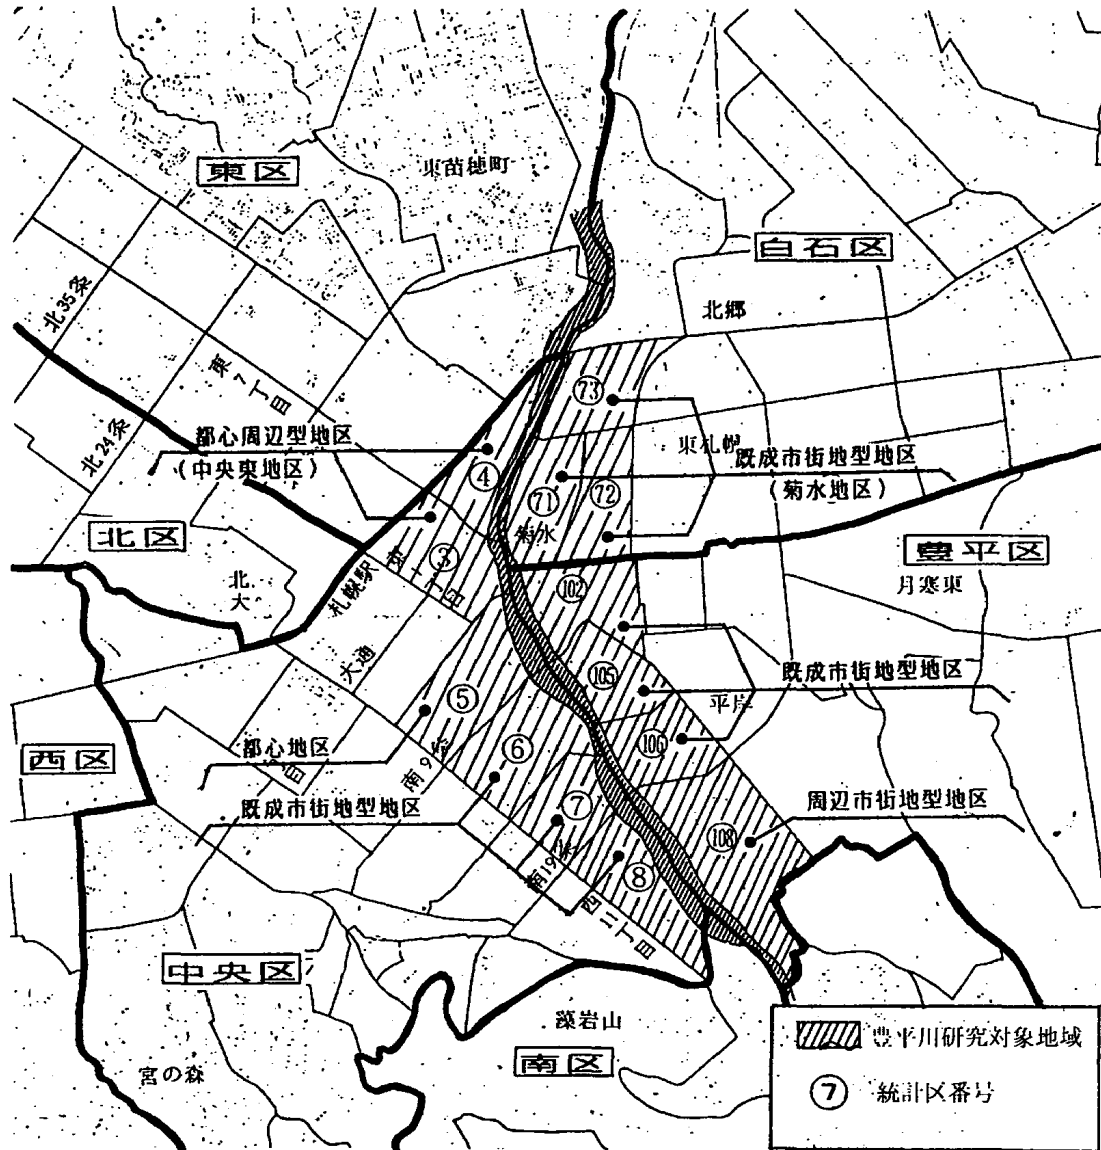 東区
東苗穂町
白石区
北35条
北郷
東7丁目
73
北24条
都心周辺型地区
(中央東地区)
4
東札幌
既成市街地型地区
(菊水地区)
71
72
菊水
北区
豊平区
北大
札幌駅
3
102
月寒東
大通
105
既成市街地型地区
5
平岸
106
西区
都心地区
6
南9条
既成市街地型地区
7
108
周辺市街地型地区
南19条
8
西11丁目
中央区
藻岩山
南区
宮の森
豊平川研究対象地域
7 統計区番号